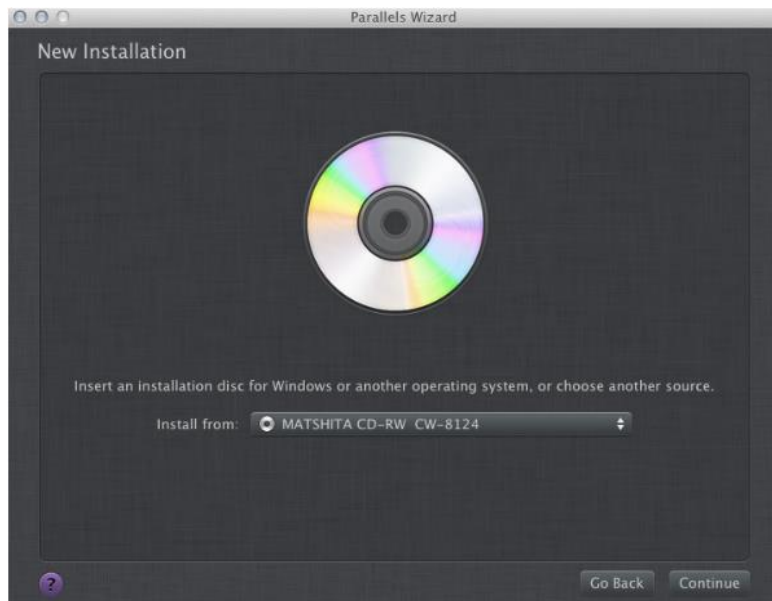 Parallels Wizard
New Installation
Insert an installation disc for Windows or another operating system, or choose another source.
Install from: MATSHITA CD-RW CW-8124
? Go Back Continue